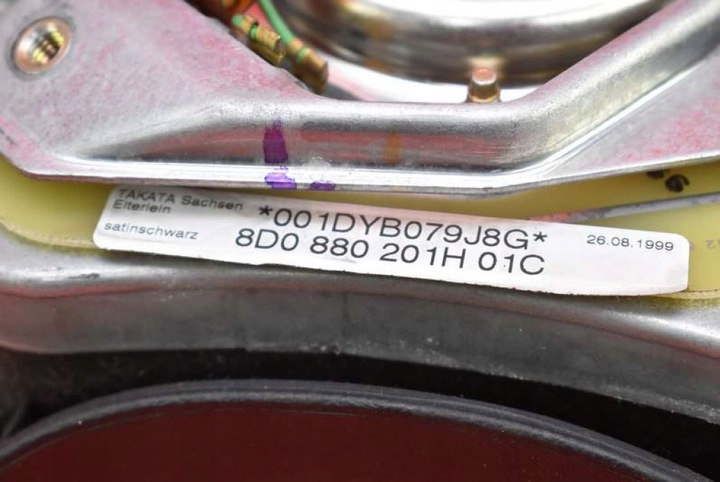 TAKATA Sachsen
Elterlein
satinschwarz
*001DYB079J8G*
8D0 880 201H 01C
26.08.1999